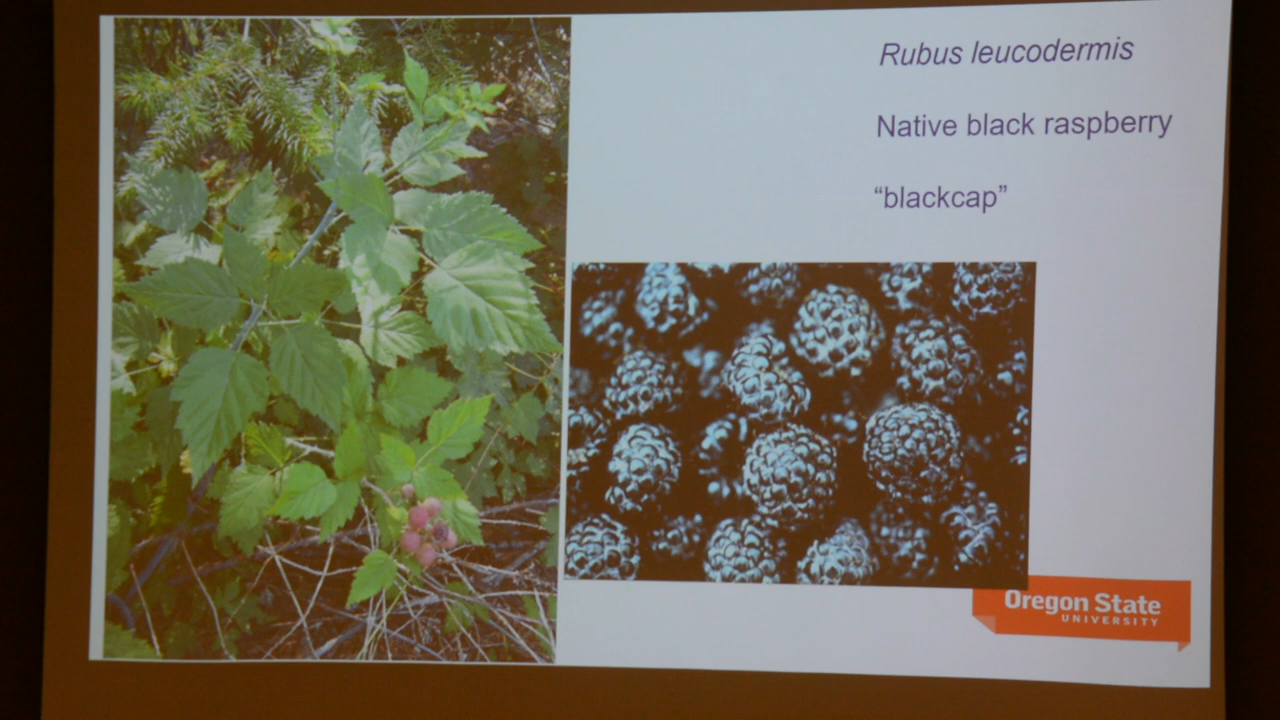 Rubus leucodermis
Native black raspberry
“blackcap”
Oregon State
UNIVERSITY